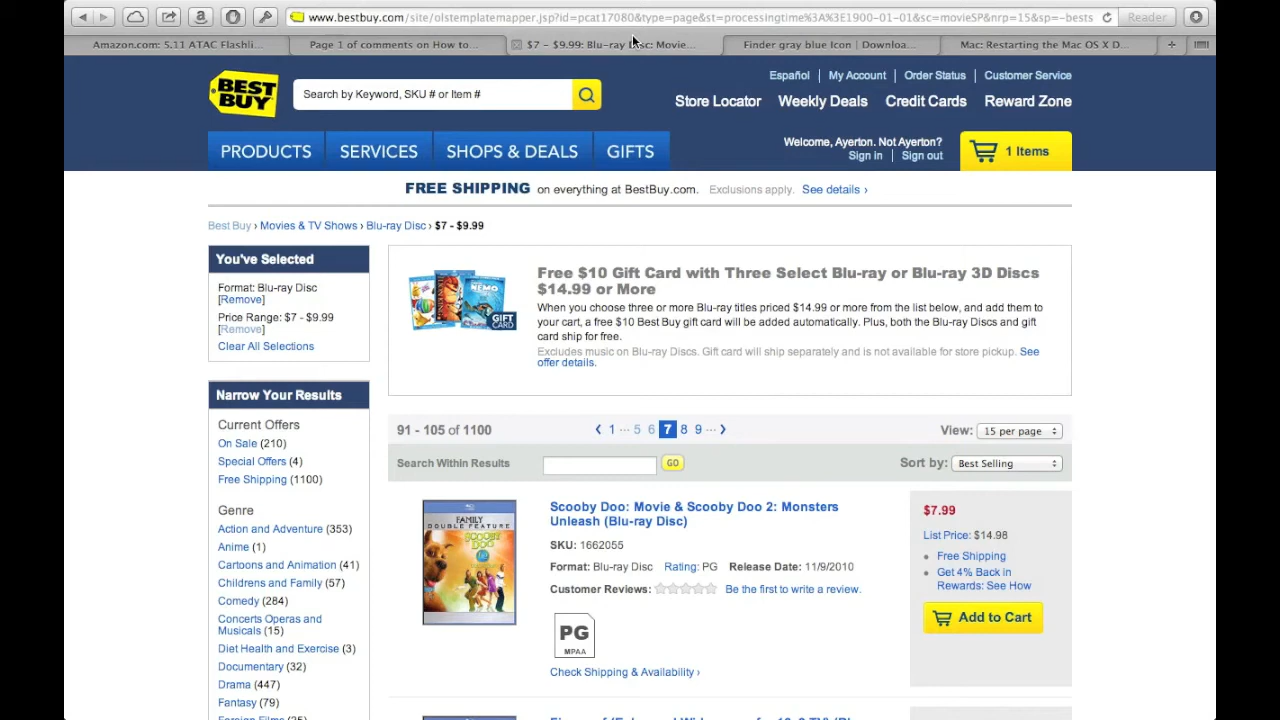 www.bestbuy.com/site/olstemplatemapper.jsp?id=pcat17080&type=page&st=processingtime%3A%3E1900-01-01&sc=movieSP&nrp=15&sp=-bests
Reader
Amazon.com: 5.11 ATAC Flashli...
Page 1 of comments on How to...
$7 – $9.99: Blu-ray Disc: Movie...
Finder gray blue Icon | Downloa...
Mac: Restarting the Mac OS X D...
BEST BUY
Search by Keyword, SKU # or Item #
Español | My Account | Order Status | Customer Service
Store Locator Weekly Deals Credit Cards Reward Zone
PRODUCTS SERVICES SHOPS & DEALS GIFTS
Welcome, Ayerton. Not Ayerton?
Sign in | Sign out
1 Items
FREE SHIPPING on everything at BestBuy.com. Exclusions apply. See details ›
Best Buy › Movies & TV Shows › Blu-ray Disc › $7 - $9.99
You've Selected
Format: Blu-ray Disc
[Remove]
Price Range: $7 - $9.99
[Remove]
Clear All Selections
Free $10 Gift Card with Three Select Blu-ray or Blu-ray 3D Discs
$14.99 or More
When you choose three or more Blu-ray titles priced $14.99 or more from the list below, and add them to
your cart, a free $10 Best Buy gift card will be added automatically. Plus, both the Blu-ray Discs and gift
card ship for free.
Excludes music on Blu-ray Discs. Gift card will ship separately and is not available for store pickup. See
offer details.
NEMO
GIFT CARD
Narrow Your Results
Current Offers
On Sale (210)
Special Offers (4)
Free Shipping (1100)
Genre
Action and Adventure (353)
Anime (1)
Cartoons and Animation (41)
Childrens and Family (57)
Comedy (284)
Concerts Operas and
Musicals (15)
Diet Health and Exercise (3)
Documentary (32)
Drama (447)
Fantasy (79)
91 - 105 of 1100
1 ... 5 6 7 8 9 ...
View: 15 per page
Search Within Results
GO
Sort by: Best Selling
FAMILY
DOUBLE FEATURE
SCOOBY DOO
Scooby Doo: Movie & Scooby Doo 2: Monsters
Unleash (Blu-ray Disc)
SKU: 1662055
Format: Blu-ray Disc Rating: PG Release Date: 11/9/2010
Customer Reviews: Be the first to write a review.
PG
MPAA
Check Shipping & Availability ›
$7.99
List Price: $14.98
Free Shipping
Get 4% Back in
Rewards: See How
Add to Cart